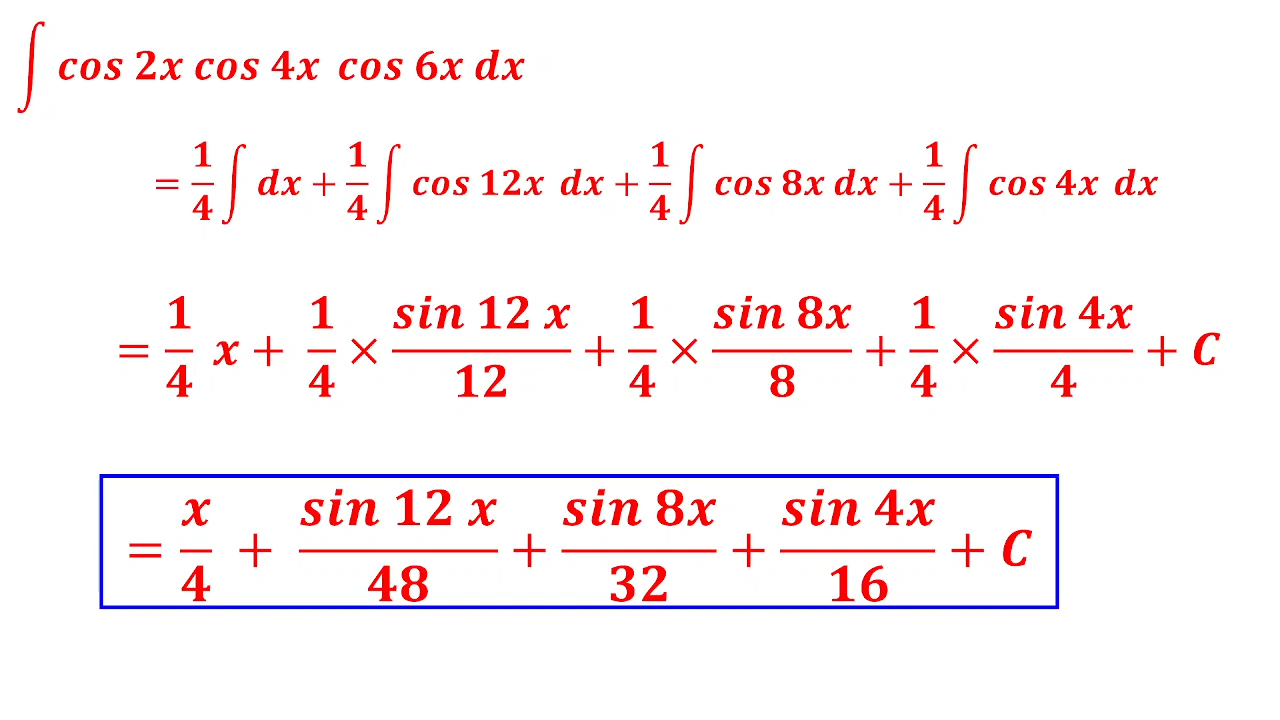 ∫ cos 2x cos 4x cos 6x dx
= 1/4 ∫ dx + 1/4 ∫ cos 12x dx + 1/4 ∫ cos 8x dx + 1/4 ∫ cos 4x dx
= 1/4 x + 1/4 × sin 12 x/12 + 1/4 × sin 8x/8 + 1/4 × sin 4x/4 + C
= x/4 + sin 12 x/48 + sin 8x/32 + sin 4x/16 + C